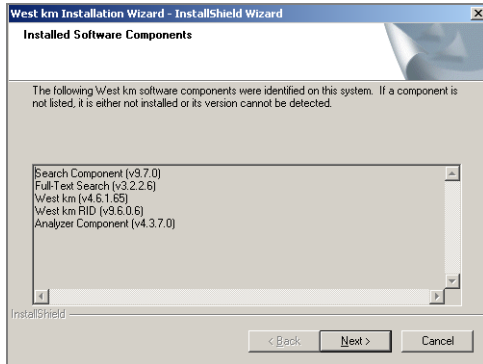 West km Installation Wizard - InstallShield Wizard
Installed Software Components
The following West km software components were identified on this system. If a component is
not listed, it is either not installed or its version cannot be detected.
Search Component (v9.7.0)
Full-Text Search (v3.2.2.6)
West km (v4.6.1.65)
West km RID (v9.6.0.6)
Analyzer Component (v4.3.7.0)
InstallShield
< Back
Next >
Cancel